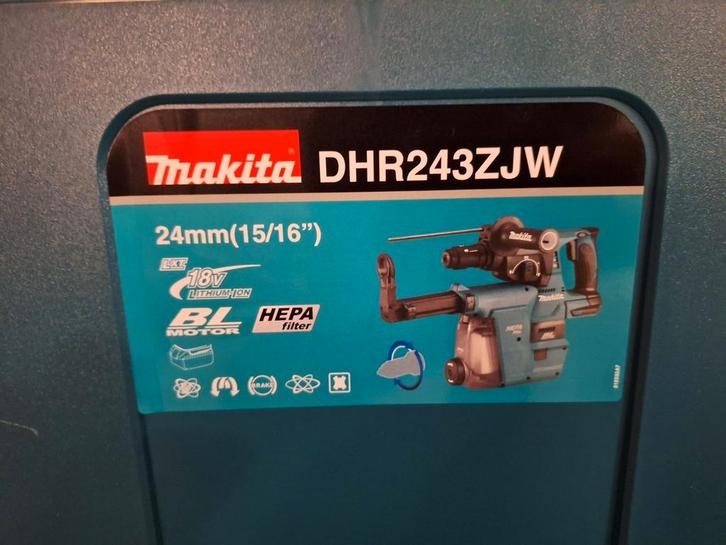 makita DHR243ZJW
24mm(15/16")
LXT
18V
LITHIUM-ION
BL
MOTOR
HEPA
filter
BRAKE
makita
makita
HEPA